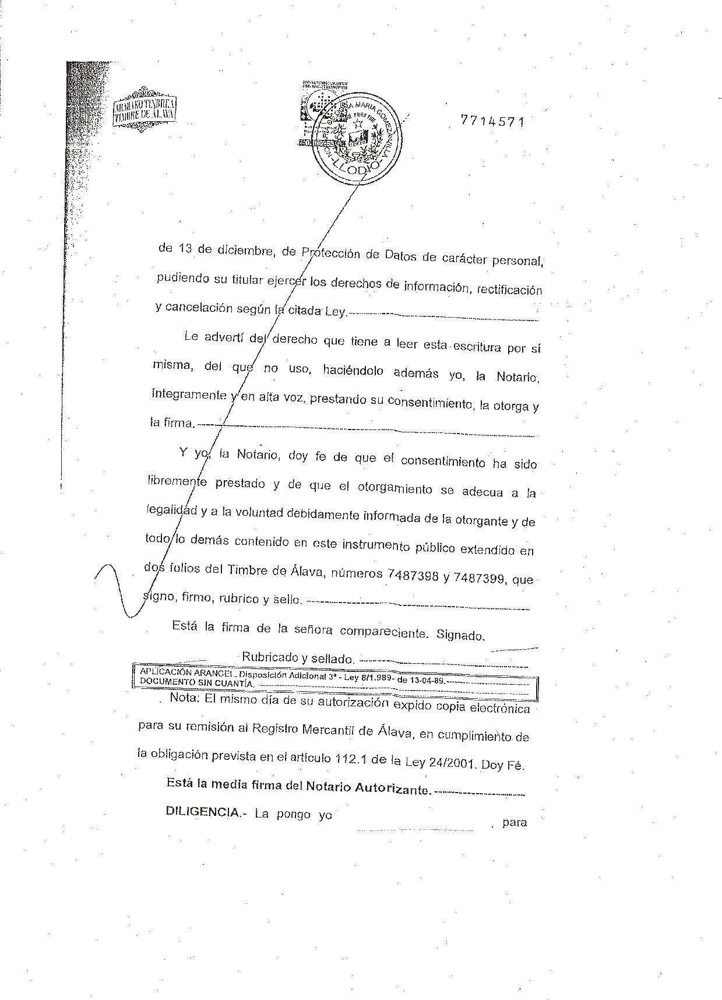 ARABAKO TINBREA
TIMBRE DE ALAVA
NOTARIA DE DOÑA MARIA GOMEZAVILLA
NIHIL PRIUS FIDE
-LLODIO-
7714571
de 13 de diciembre, de Protección de Datos de carácter personal,
pudiendo su titular ejercer los derechos de información, rectificación
y cancelación según la citada Ley.
Le advertí del derecho que tiene a leer esta escritura por sí
misma, del que no uso, haciéndolo además yo, la Notario,
íntegramente y en alta voz, prestando su consentimiento, la otorga y
la firma.
Y yo, la Notario, doy fe de que el consentimiento ha sido
libremente prestado y de que el otorgamiento se adecua a la
legalidad y a la voluntad debidamente informada de la otorgante y de
todo lo demás contenido en este instrumento público extendido en
dos folios del Timbre de Álava, números 7487398 y 7487399, que
signo, firmo, rubrico y sello.
Está la firma de la señora compareciente. Signado.
Rubricado y sellado.
APLICACIÓN ARANCEL. Disposición Adicional 3ª - Ley 8/1.989- de 13-04-89.
DOCUMENTO SIN CUANTÍA.
Nota: El mismo día de su autorización expido copia electrónica
para su remisión al Registro Mercantil de Álava, en cumplimiento de
la obligación prevista en el artículo 112.1 de la Ley 24/2001. Doy Fé.
Está la media firma del Notario Autorizante.
DILIGENCIA.- La pongo yo para